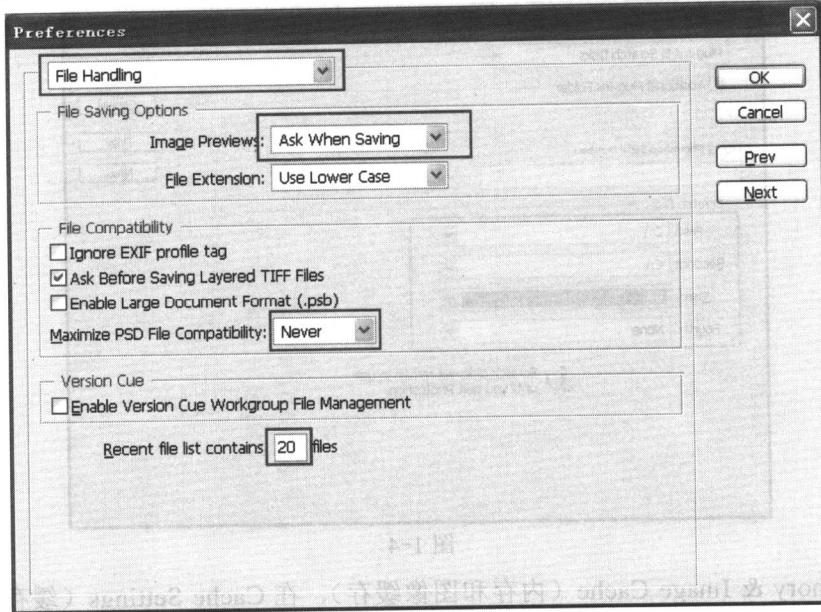 Preferences
File Handling
OK
File Saving Options
Cancel
Image Previews: Ask When Saving
Prev
File Extension: Use Lower Case
Next
File Compatibility
Ignore EXIF profile tag
Ask Before Saving Layered TIFF Files
Enable Large Document Format (.psb)
Maximize PSD File Compatibility: Never
Version Cue
Enable Version Cue Workgroup File Management
Recent file list contains 20 files
图 1-4
ory & Image Cache（内存和图像缓存），在 Cache Settings（缓存